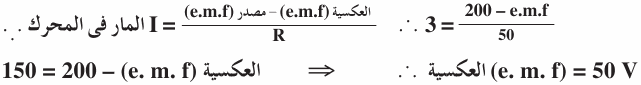 ∵ I المار فى المحرك = (e.m.f) مصدر – (e.m.f) العكسية / R ∴ 3 = 200 – e.m.f / 50
150 = 200 – (e. m. f) العكسية ⇒ ∴ (e. m. f) العكسية = 50 V